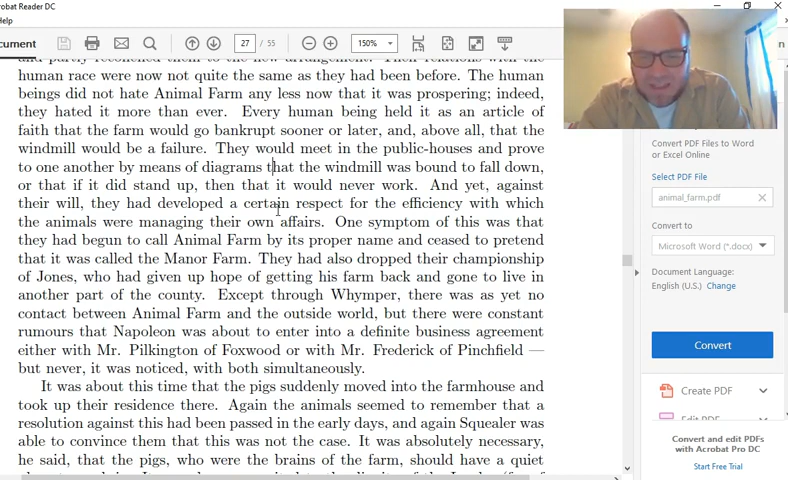 crobat Reader DC
Help
ocument
27 / 55
150%
and partly reconciled them to the new arrangement. Their relations with the
human race were now not quite the same as they had been before. The human
beings did not hate Animal Farm any less now that it was prospering; indeed,
they hated it more than ever. Every human being held it as an article of
faith that the farm would go bankrupt sooner or later, and, above all, that the
windmill would be a failure. They would meet in the public-houses and prove
to one another by means of diagrams that the windmill was bound to fall down,
or that if it did stand up, then that it would never work. And yet, against
their will, they had developed a certain respect for the efficiency with which
the animals were managing their own affairs. One symptom of this was that
they had begun to call Animal Farm by its proper name and ceased to pretend
that it was called the Manor Farm. They had also dropped their championship
of Jones, who had given up hope of getting his farm back and gone to live in
another part of the county. Except through Whymper, there was as yet no
contact between Animal Farm and the outside world, but there were constant
rumours that Napoleon was about to enter into a definite business agreement
either with Mr. Pilkington of Foxwood or with Mr. Frederick of Pinchfield —
but never, it was noticed, with both simultaneously.
It was about this time that the pigs suddenly moved into the farmhouse and
took up their residence there. Again the animals seemed to remember that a
resolution against this had been passed in the early days, and again Squealer was
able to convince them that this was not the case. It was absolutely necessary,
he said, that the pigs, who were the brains of the farm, should have a quiet
Convert PDF Files to Word
or Excel Online
Select PDF File
animal_farm.pdf
Convert to
Microsoft Word (*.docx)
Document Language:
English (U.S.) Change
Convert
Create PDF
Edit PDF
Convert and edit PDFs
with Acrobat Pro DC
Start Free Trial